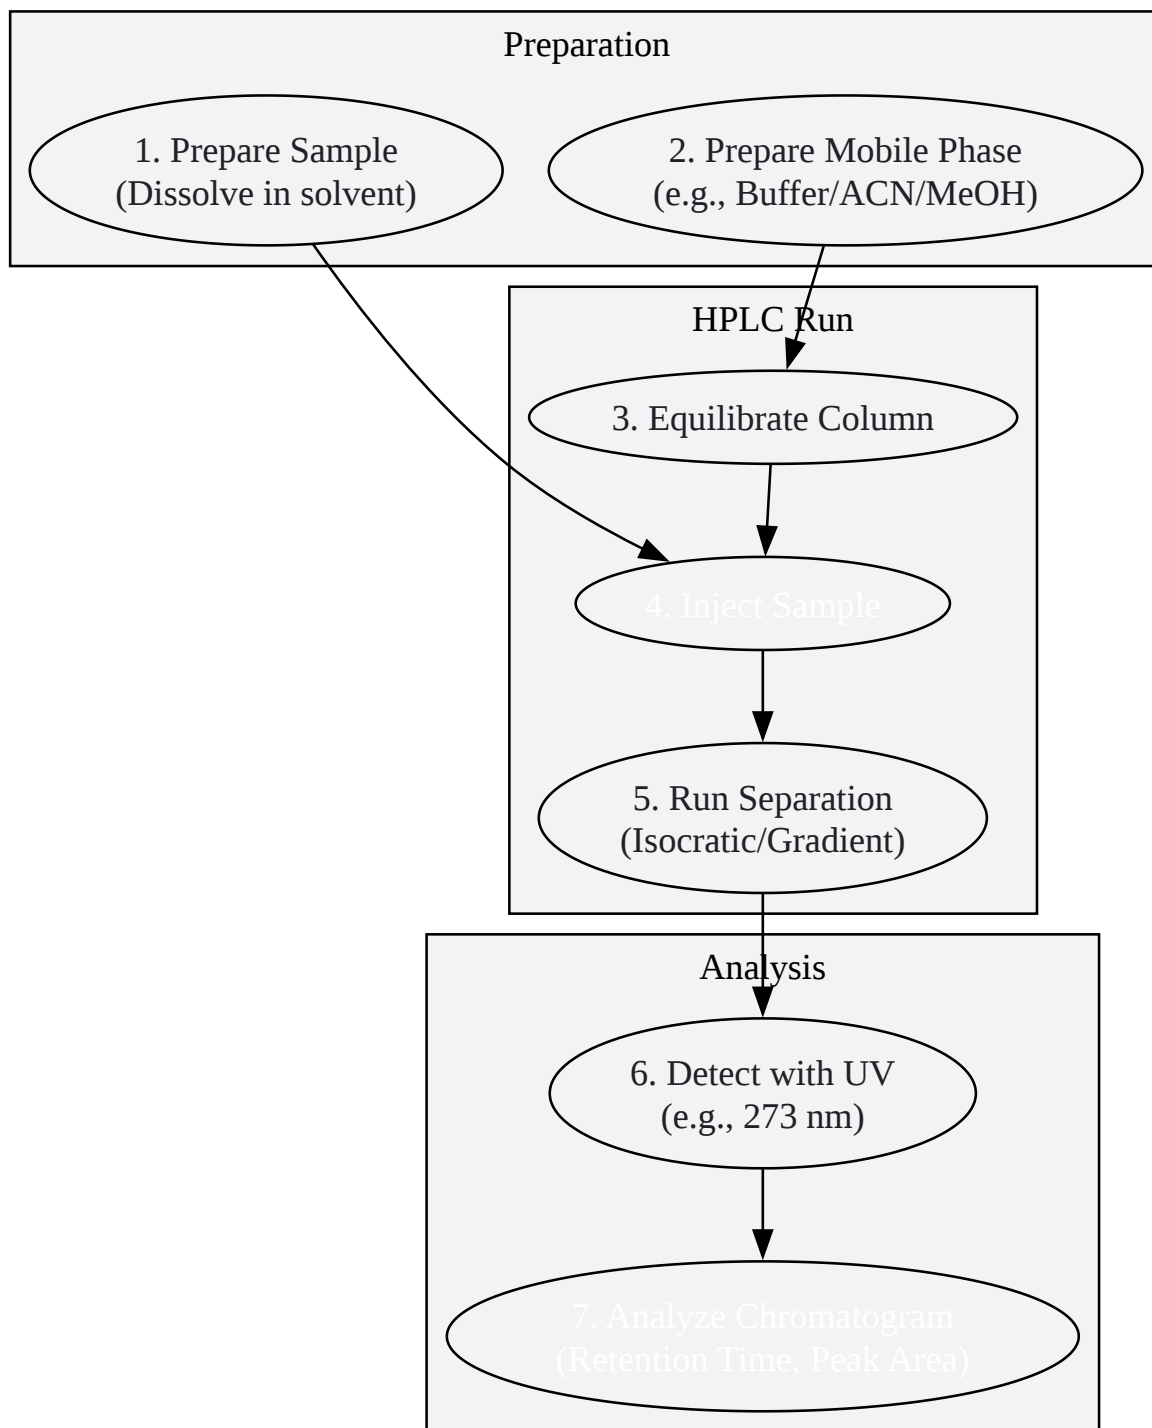 Preparation
1. Prepare Sample
(Dissolve in solvent)
2. Prepare Mobile Phase
(e.g., Buffer/ACN/MeOH)
HPLC Run
3. Equilibrate Column
4. Inject Sample
5. Run Separation
(Isocratic/Gradient)
Analysis
6. Detect with UV
(e.g., 273 nm)
7. Analyze Chromatogram
(Retention Time, Peak Area)